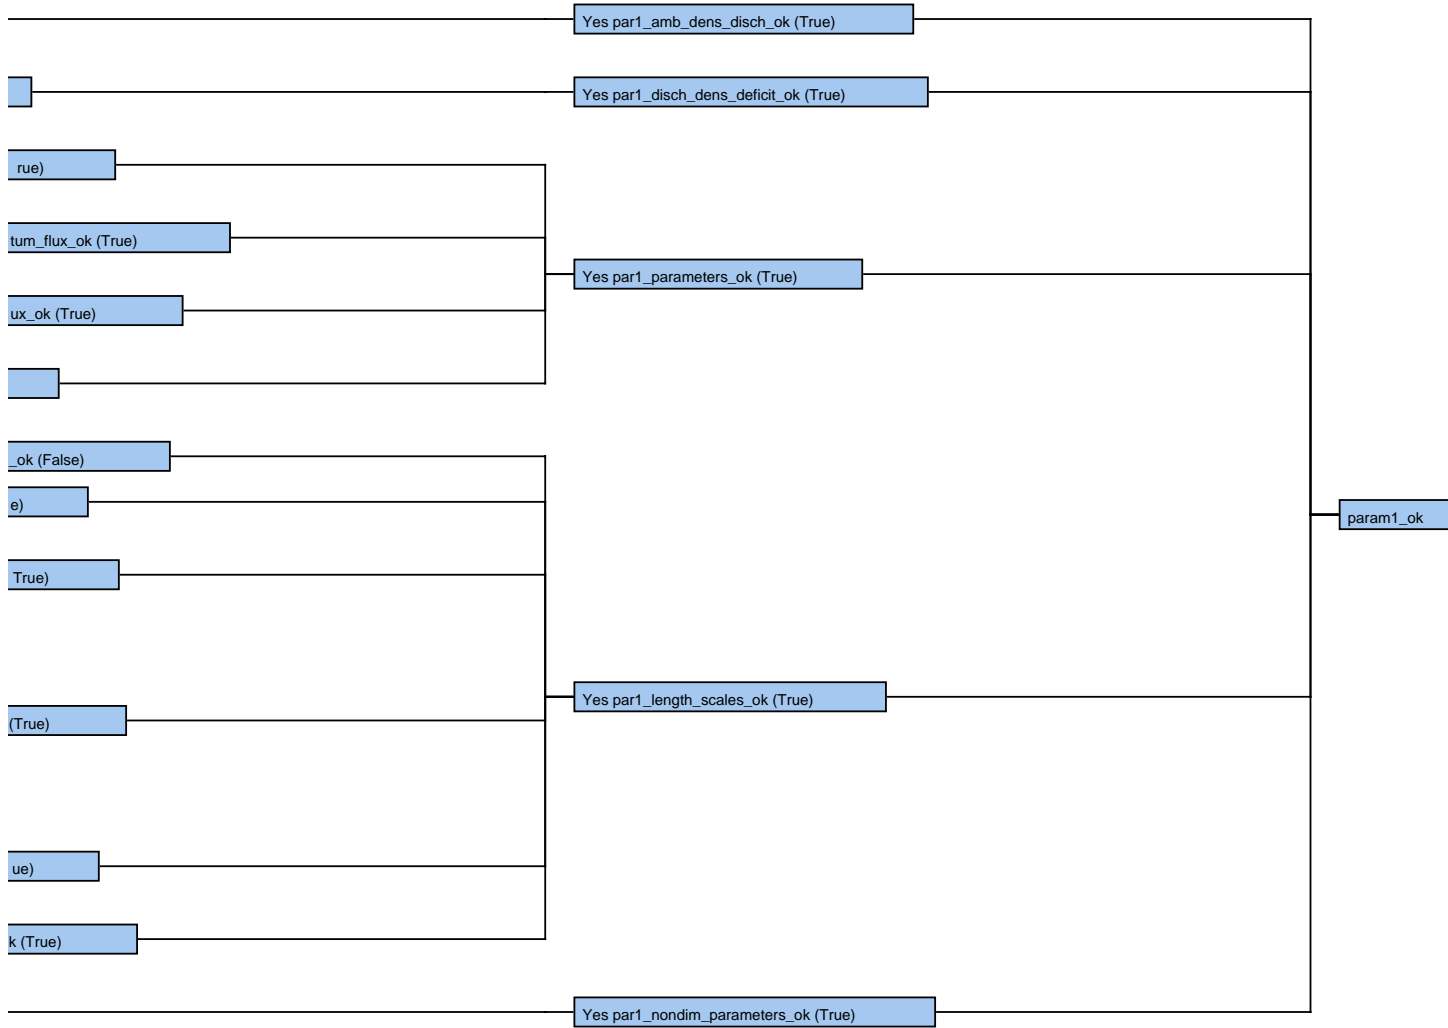 Yes par1_amb_dens_disch_ok (True)
Yes par1_disch_dens_deficit_ok (True)
rue)
tum_flux_ok (True)
Yes par1_parameters_ok (True)
ux_ok (True)
_ok (False)
e)
param1_ok
True)
Yes par1_length_scales_ok (True)
(True)
ue)
k (True)
Yes par1_nondim_parameters_ok (True)